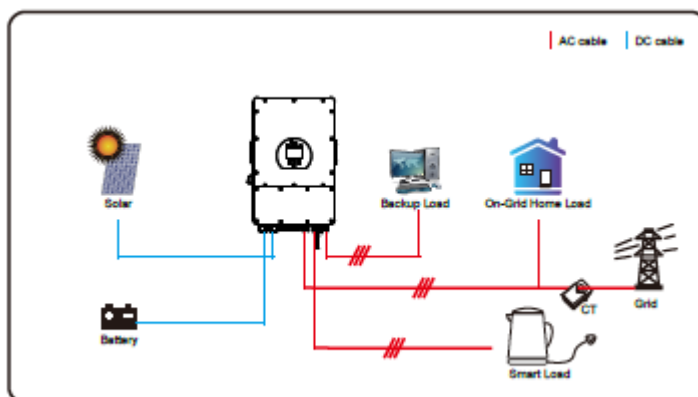 AC cable
DC cable
Solar
Backup Load
On-Grid Home Load
CT
Grid
Battery
Smart Load